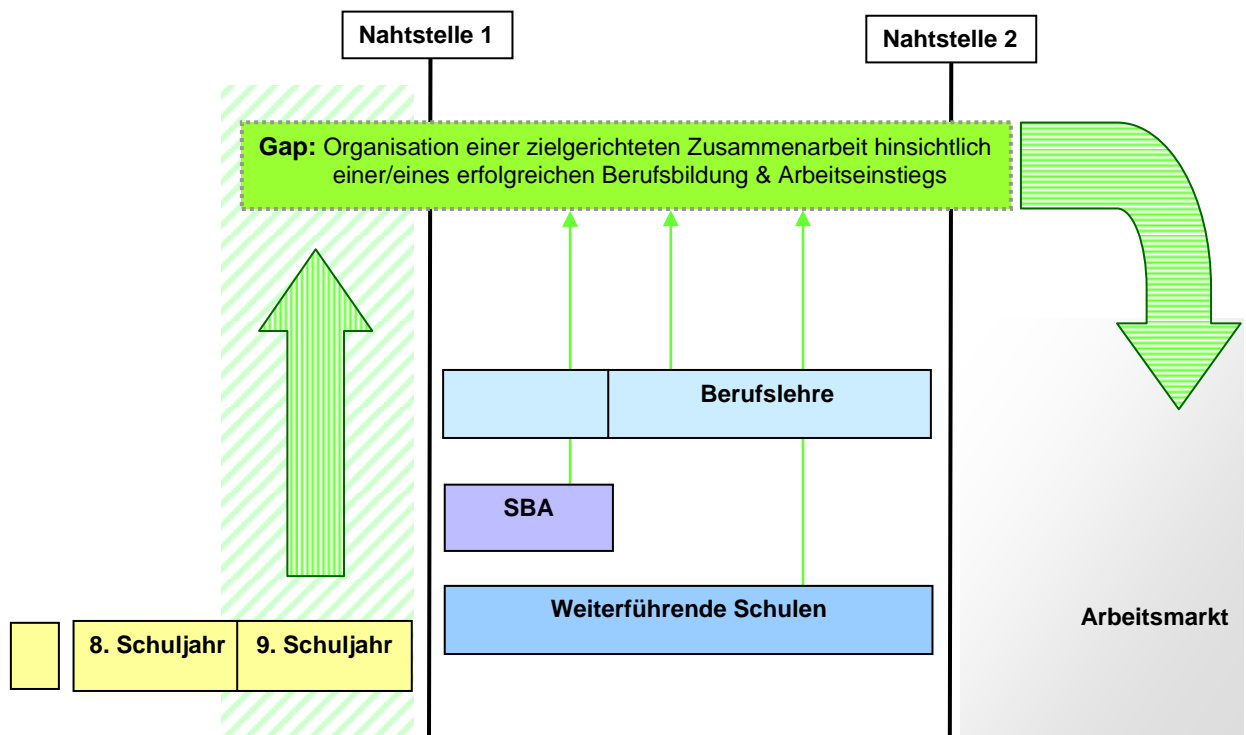 Nahtstelle 1
Nahtstelle 2
Gap: Organisation einer zielgerichteten Zusammenarbeit hinsichtlich
einer/eines erfolgreichen Berufsbildung & Arbeitseinstiegs
Berufslehre
SBA
Weiterführende Schulen
Arbeitsmarkt
8. Schuljahr
9. Schuljahr